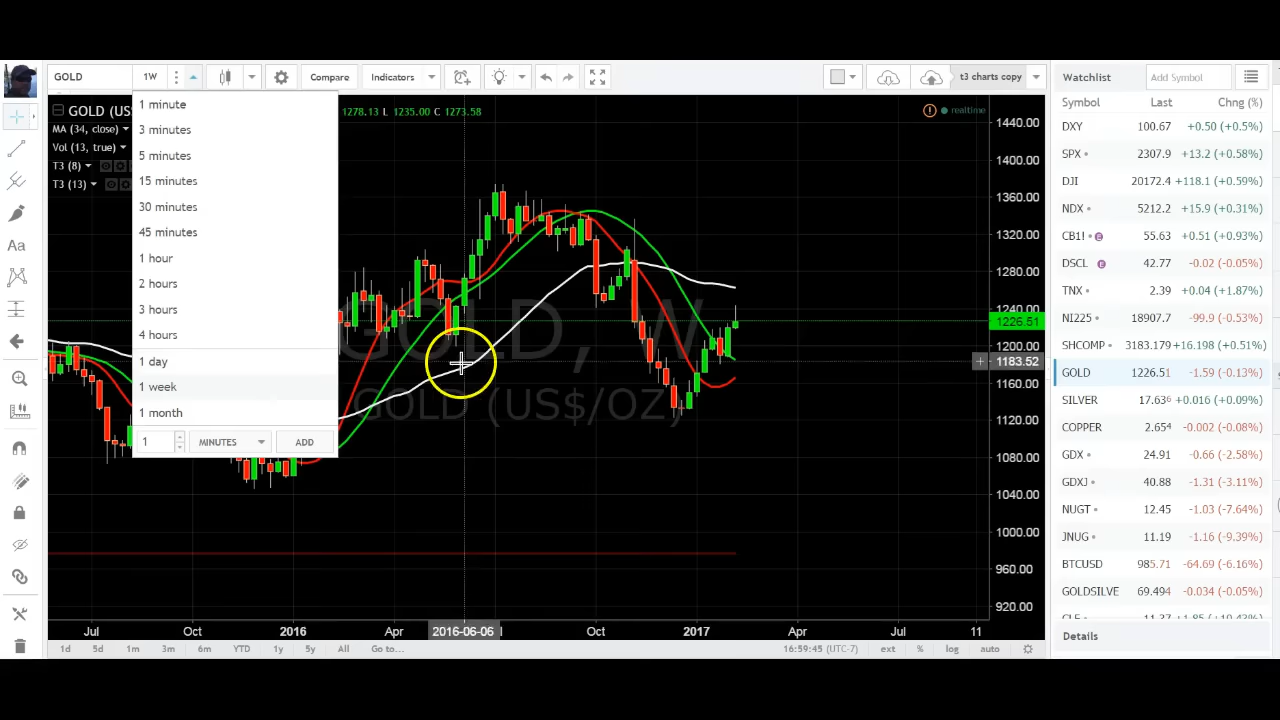 GOLD 1W Compare Indicators t3 charts copy
GOLD (US$ 1278.13 L 1235.00 C 1273.58 realtime
MA (34, close)
Vol (13, true)
T3 (8)
T3 (13)
Aa
1 minute
3 minutes
5 minutes
15 minutes
30 minutes
45 minutes
1 hour
2 hours
3 hours
4 hours
1 day
1 week
1 month
1 MINUTES ADD
GOLD, W
GOLD (US$/OZ)
1440.00
1400.00
1360.00
1320.00
1280.00
1240.00
1226.51
1200.00
1183.52
1160.00
1120.00
1080.00
1040.00
1000.00
960.00
920.00
Jul Oct 2016 Apr 2016-06-06 Oct 2017 Apr Jul 11
1d 5d 1m 3m 6m YTD 1y 5y All Go to... 16:59:45 (UTC-7) ext % log auto
Watchlist Add Symbol
Symbol Last Chg (%)
DXY 100.67 +0.50 (+0.5%)
SPX 2307.9 +13.2 (+0.58%)
DJI 20172.4 +118.1 (+0.59%)
NDX 5212.2 +15.9 (+0.31%)
CB1! 55.63 +0.51 (+0.93%)
DSCL 42.77 -0.02 (-0.05%)
TNX 2.39 +0.04 (+1.87%)
NI225 18907.7 -99.9 (-0.53%)
SHCOMP 3183.179 +16.198 (+0.51%)
GOLD 1226.51 -1.59 (-0.13%)
SILVER 17.636 +0.016 (+0.09%)
COPPER 2.654 -0.002 (-0.08%)
GDX 24.91 -0.66 (-2.58%)
GDXJ 40.88 -1.31 (-3.11%)
NUGT 12.45 -1.03 (-7.64%)
JNUG 11.19 -1.16 (-9.39%)
BTCUSD 985.71 -64.69 (-6.16%)
GOLDSILVE 69.494 -0.034 (-0.05%)
Details